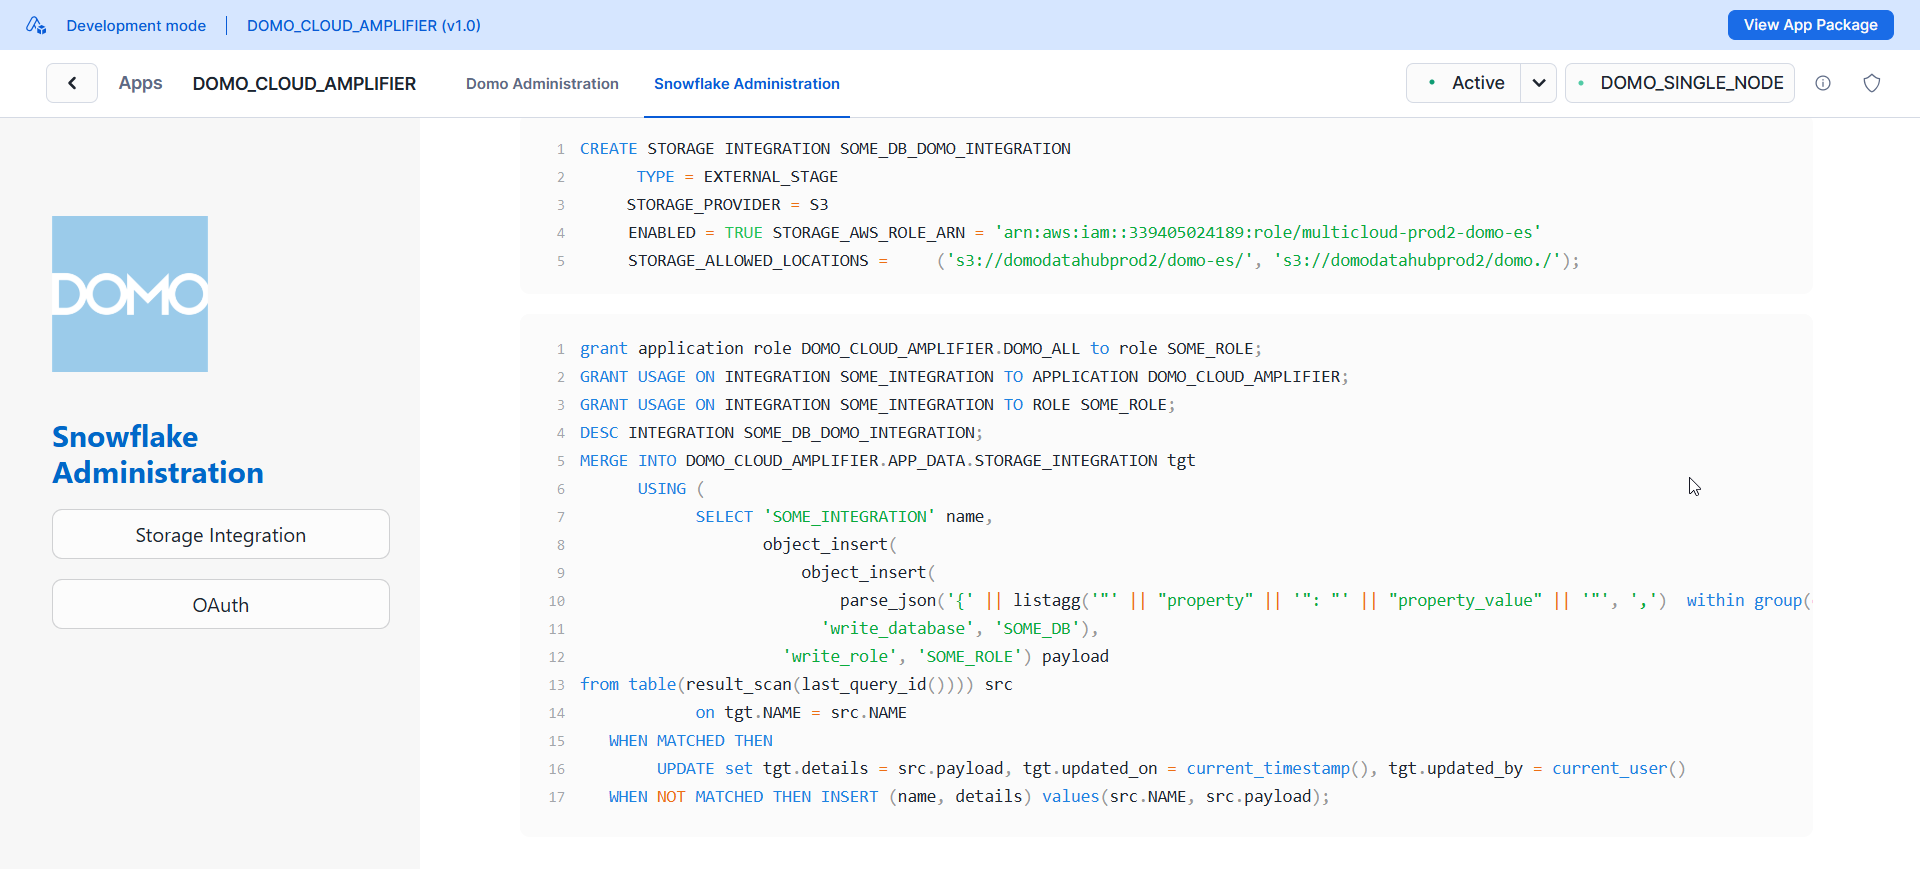 Development mode DOMO_CLOUD_AMPLIFIER (v1.0) View App Package
Apps DOMO_CLOUD_AMPLIFIER Domo Administration Snowflake Administration Active DOMO_SINGLE_NODE
DOMO
Snowflake
Administration
Storage Integration
OAuth
1 CREATE STORAGE INTEGRATION SOME_DB_DOMO_INTEGRATION
2 TYPE = EXTERNAL_STAGE
3 STORAGE_PROVIDER = S3
4 ENABLED = TRUE STORAGE_AWS_ROLE_ARN = 'arn:aws:iam::339405024189:role/multicloud-prod2-domo-es'
5 STORAGE_ALLOWED_LOCATIONS = ('s3://domodatahubprod2/domo-es/', 's3://domodatahubprod2/domo./');
1 grant application role DOMO_CLOUD_AMPLIFIER.DOMO_ALL to role SOME_ROLE;
2 GRANT USAGE ON INTEGRATION SOME_INTEGRATION TO APPLICATION DOMO_CLOUD_AMPLIFIER;
3 GRANT USAGE ON INTEGRATION SOME_INTEGRATION TO ROLE SOME_ROLE;
4 DESC INTEGRATION SOME_DB_DOMO_INTEGRATION;
5 MERGE INTO DOMO_CLOUD_AMPLIFIER.APP_DATA.STORAGE_INTEGRATION tgt
6 USING (
7 SELECT 'SOME_INTEGRATION' name,
8 object_insert(
9 object_insert(
10 parse_json('{' || listagg('"' || "property" || '": "' || "property_value" || '"', ',') within group(
11 'write_database', 'SOME_DB'),
12 'write_role', 'SOME_ROLE') payload
13 from table(result_scan(last_query_id()))) src
14 on tgt.NAME = src.NAME
15 WHEN MATCHED THEN
16 UPDATE set tgt.details = src.payload, tgt.updated_on = current_timestamp(), tgt.updated_by = current_user()
17 WHEN NOT MATCHED THEN INSERT (name, details) values(src.NAME, src.payload);